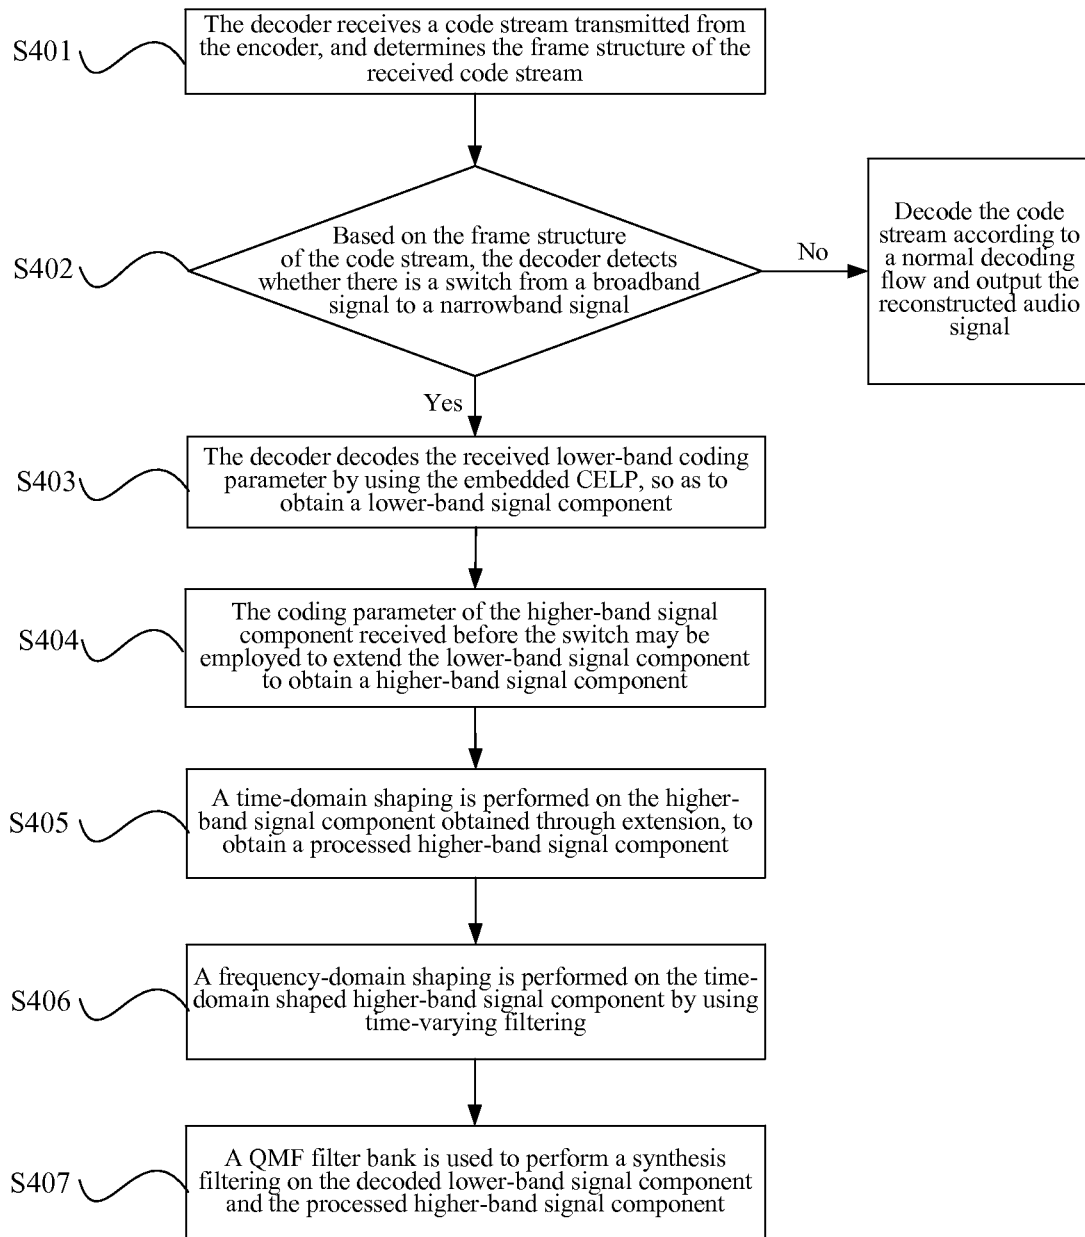 S401
The decoder receives a code stream transmitted from
the encoder, and determines the frame structure of the
received code stream
S402
Based on the frame structure
of the code stream, the decoder detects
whether there is a switch from a broadband
signal to a narrowband signal
No
Decode the code
stream according to
a normal decoding
flow and output the
reconstructed audio
signal
Yes
S403
The decoder decodes the received lower-band coding
parameter by using the embedded CELP, so as to
obtain a lower-band signal component
S404
The coding parameter of the higher-band signal
component received before the switch may be
employed to extend the lower-band signal component
to obtain a higher-band signal component
S405
A time-domain shaping is performed on the higher-
band signal component obtained through extension, to
obtain a processed higher-band signal component
S406
A frequency-domain shaping is performed on the time-
domain shaped higher-band signal component by using
time-varying filtering
S407
A QMF filter bank is used to perform a synthesis
filtering on the decoded lower-band signal component
and the processed higher-band signal component